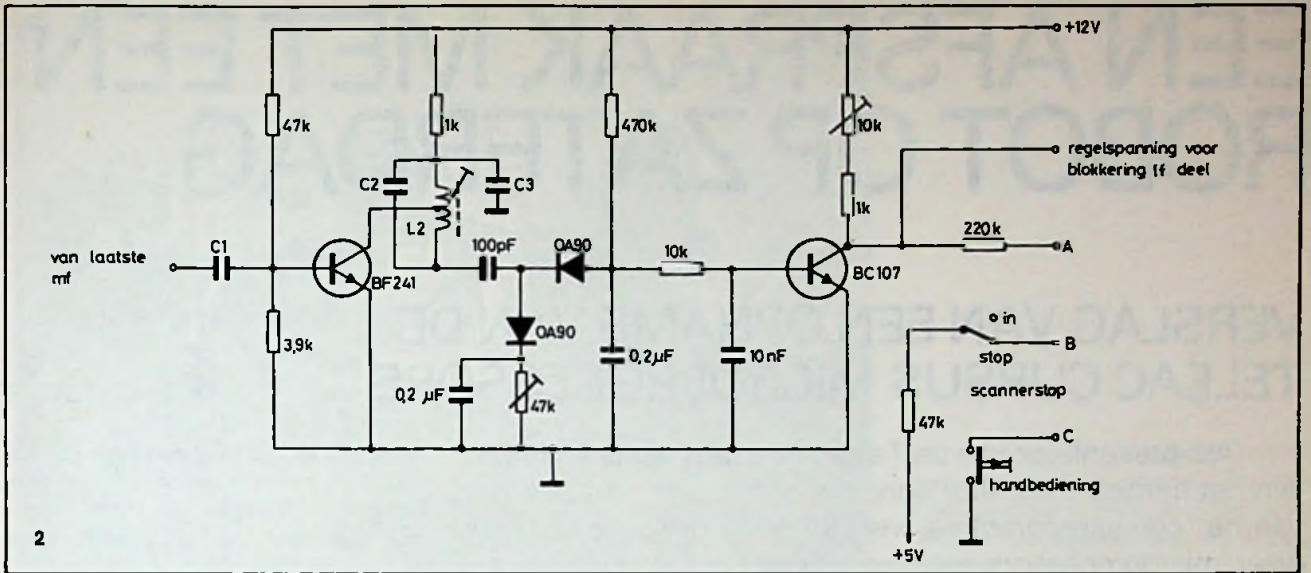 +12V
47k
1k
470k
10k
C2
C3
L2
1k
regelspanning voor
blokkering lf deel
220k
A
van laatste
mf
C1
BF241
100pF
OA90
10k
BC107
OA90
3,9k
0,2 µF
47k
0,2µF
10nF
in
B
stop
scannerstop
47k
C
handbediening
+5V
2